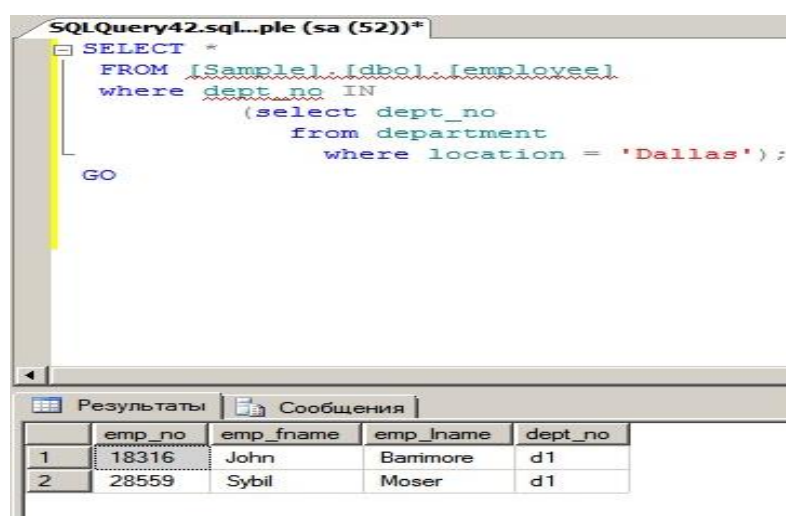 SQLQuery42.sql...ple (sa (52))*
SELECT *
FROM [Sample].[dbo].[employee]
where dept_no IN
(select dept_no
from department
where location = 'Dallas');
GO
Результаты Сообщения
emp_no emp_fname emp_lname dept_no
1 18316 John Barrimore d1
2 28559 Sybil Moser d1